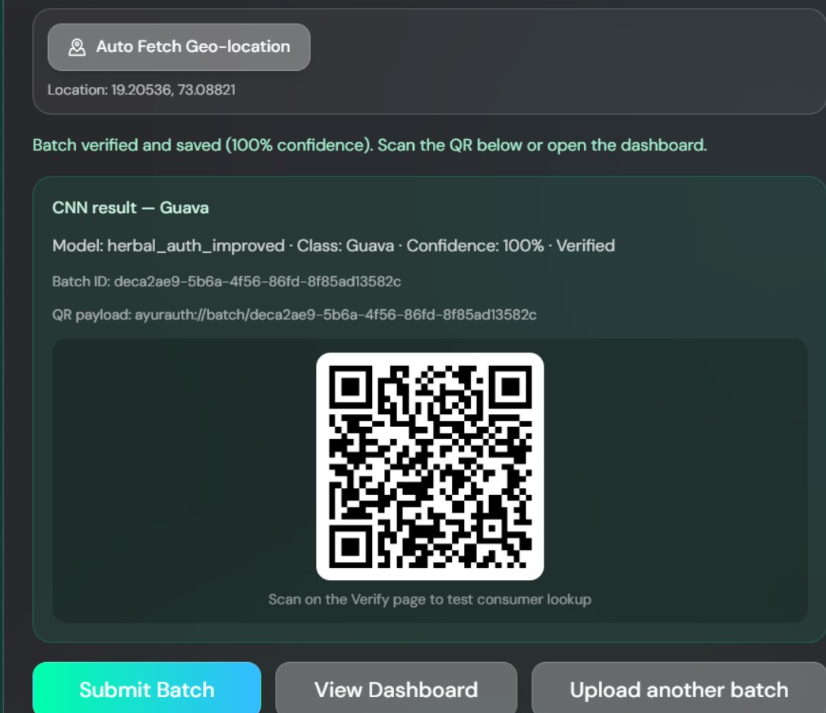 Auto Fetch Geo-location
Location: 19.20536, 73.08821
Batch verified and saved (100% confidence). Scan the QR below or open the dashboard.
CNN result — Guava
Model: herbal_auth_improved · Class: Guava · Confidence: 100% · Verified
Batch ID: deca2ae9-5b6a-4f56-86fd-8f85ad13582c
QR payload: ayurauth://batch/deca2ae9-5b6a-4f56-86fd-8f85ad13582c
Scan on the Verify page to test consumer lookup
Submit Batch
View Dashboard
Upload another batch